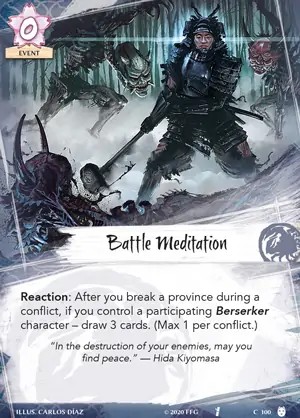 0
EVENT
Battle Meditation
Reaction: After you break a province during a
conflict, if you control a participating Berserker
character – draw 3 cards. (Max 1 per conflict.)
"In the destruction of your enemies, may you
find peace." — Hida Kiyomasa
ILLUS. CARLOS DÍAZ
© 2020 FFG
C 100